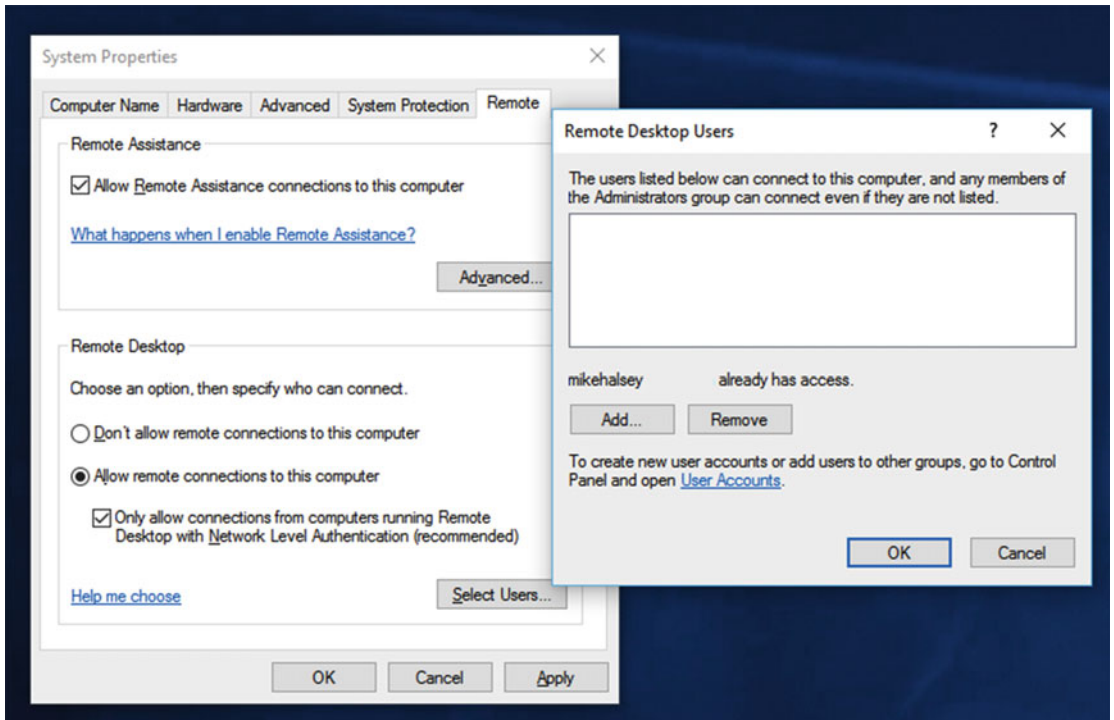 System Properties
Computer Name Hardware Advanced System Protection Remote
Remote Assistance
Allow Remote Assistance connections to this computer
What happens when I enable Remote Assistance?
Advanced...
Remote Desktop
Choose an option, then specify who can connect.
Don't allow remote connections to this computer
Allow remote connections to this computer
Only allow connections from computers running Remote
Desktop with Network Level Authentication (recommended)
Help me choose
Select Users...
OK Cancel Apply
Remote Desktop Users
?
The users listed below can connect to this computer, and any members of
the Administrators group can connect even if they are not listed.
mikehalsey already has access.
Add... Remove
To create new user accounts or add users to other groups, go to Control
Panel and open User Accounts.
OK Cancel